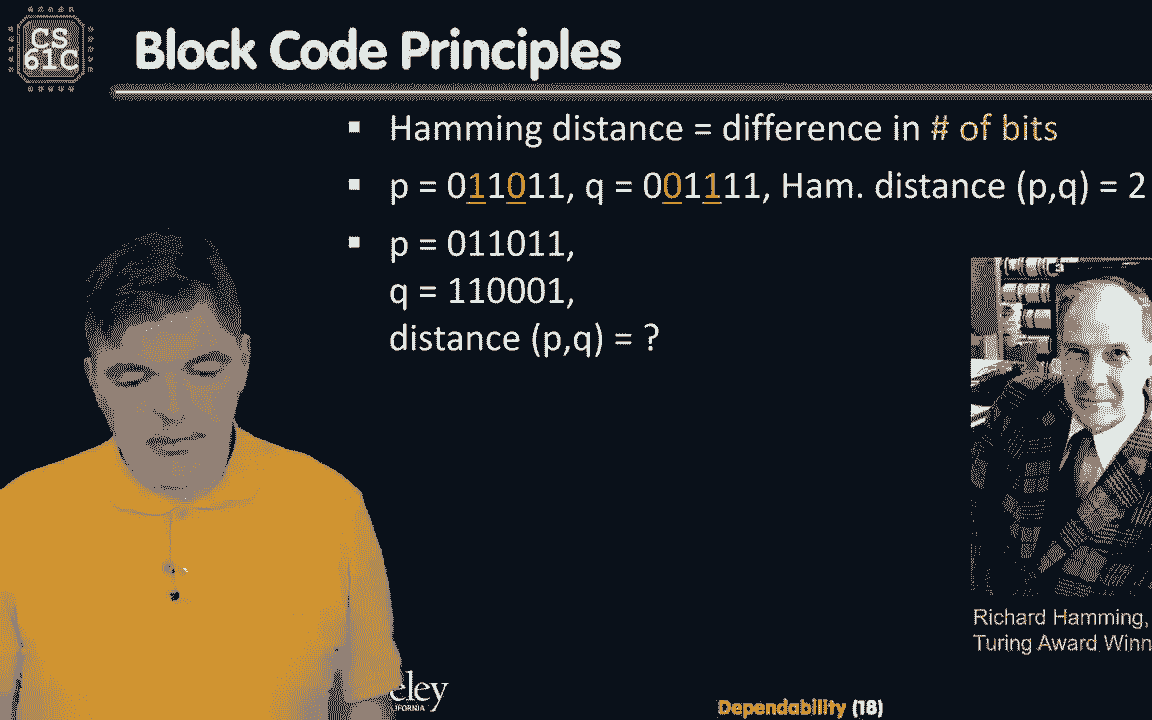 CS
61C
Block Code Principles
▪ Hamming distance = difference in # of bits
▪ p = 011011, q = 001111, Ham. distance (p,q) = 2
▪ p = 011011,
q = 110001,
distance (p,q) = ?
Richard Hamming,
Turing Award Winn
eley
IFORNIA
Dependability (18)